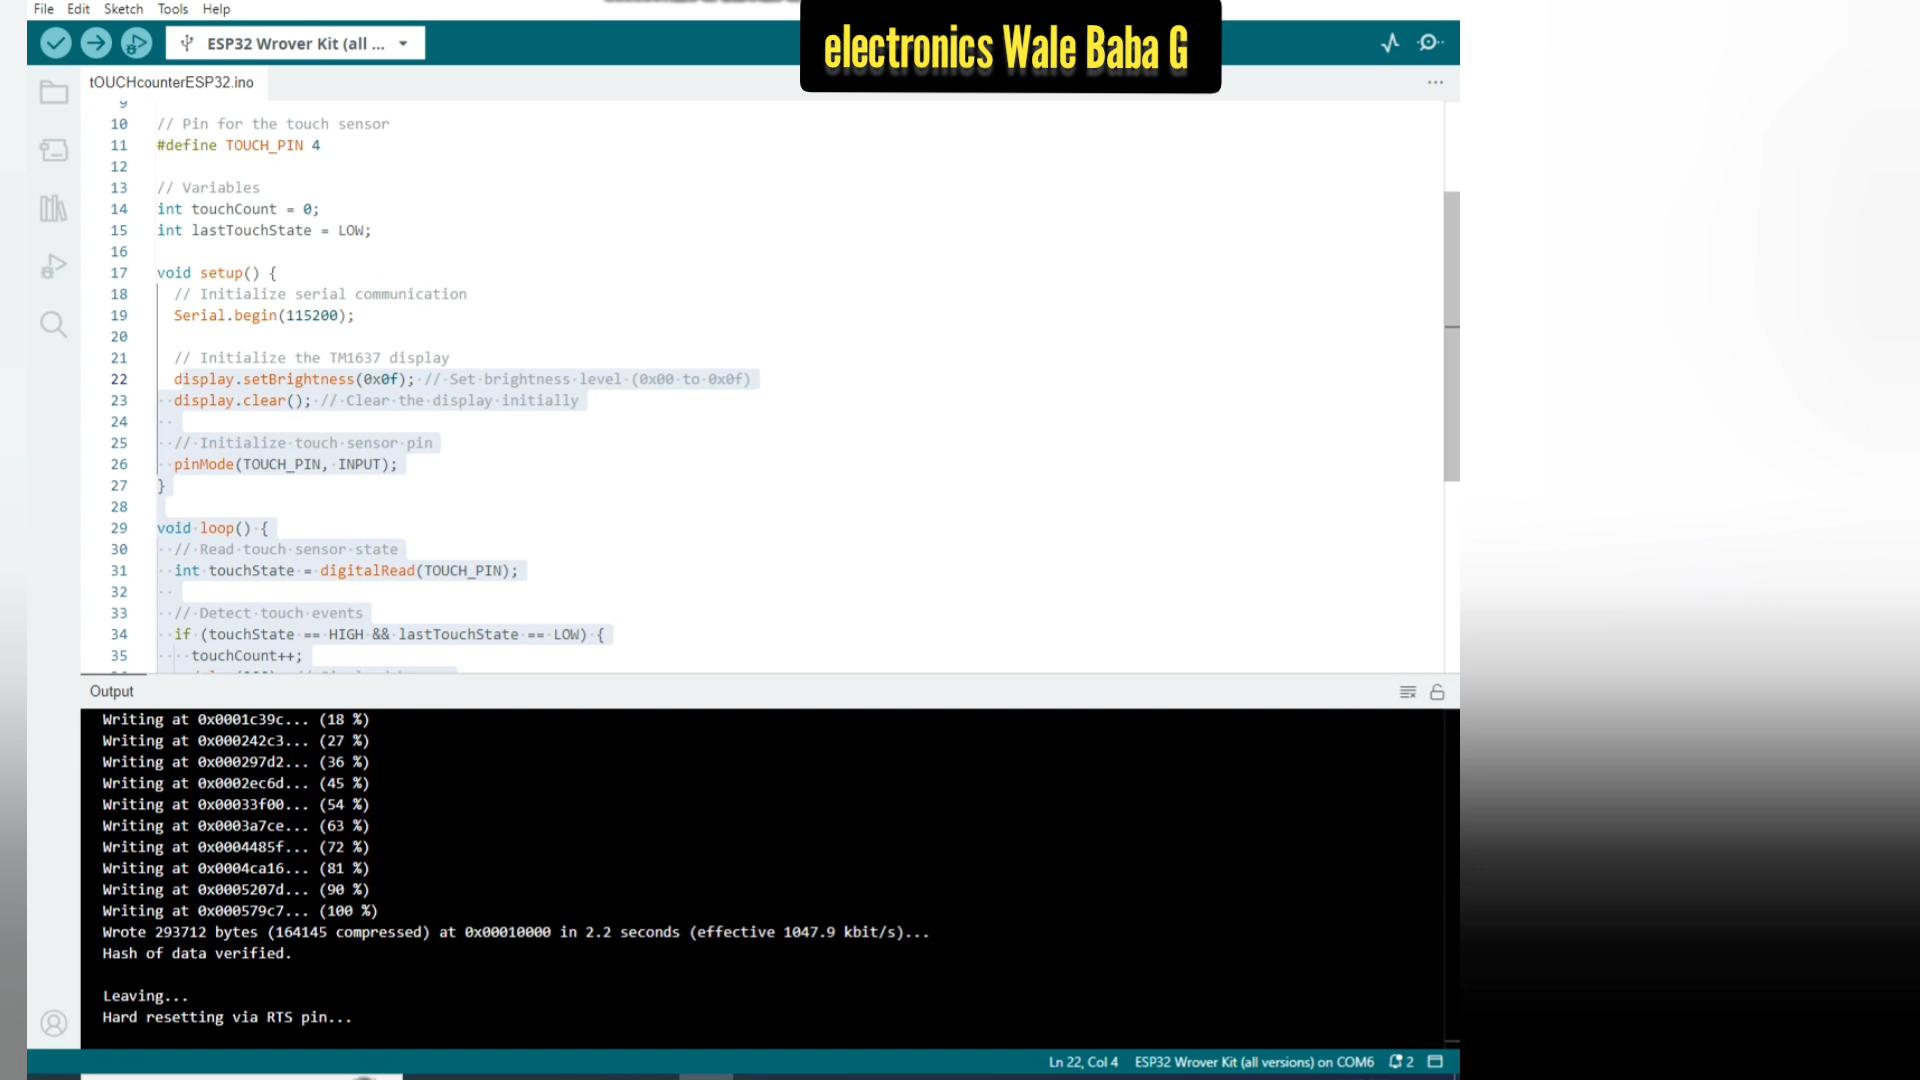 File Edit Sketch Tools Help
ESP32 Wrover Kit (all ...
electronics Wale Baba G
tOUCHcounterESP32.ino
9
10 // Pin for the touch sensor
11 #define TOUCH_PIN 4
12
13 // Variables
14 int touchCount = 0;
15 int lastTouchState = LOW;
16
17 void setup() {
18 // Initialize serial communication
19 Serial.begin(115200);
20
21 // Initialize the TM1637 display
22 display.setBrightness(0x0f); // Set brightness level (0x00 to 0x0f)
23 display.clear(); // Clear the display initially
24
25 // Initialize touch sensor pin
26 pinMode(TOUCH_PIN, INPUT);
27 }
28
29 void loop() {
30 // Read touch sensor state
31 int touchState = digitalRead(TOUCH_PIN);
32
33 // Detect touch events
34 if (touchState == HIGH && lastTouchState == LOW) {
35 touchCount++;
Output
Writing at 0x0001c39c... (18 %)
Writing at 0x000242c3... (27 %)
Writing at 0x000297d2... (36 %)
Writing at 0x0002ec6d... (45 %)
Writing at 0x00033f00... (54 %)
Writing at 0x0003a7ce... (63 %)
Writing at 0x0004485f... (72 %)
Writing at 0x0004ca16... (81 %)
Writing at 0x0005207d... (90 %)
Writing at 0x000579c7... (100 %)
Wrote 293712 bytes (164145 compressed) at 0x00010000 in 2.2 seconds (effective 1047.9 kbit/s)...
Hash of data verified.
Leaving...
Hard resetting via RTS pin...
Ln 22, Col 4 ESP32 Wrover Kit (all versions) on COM6 2